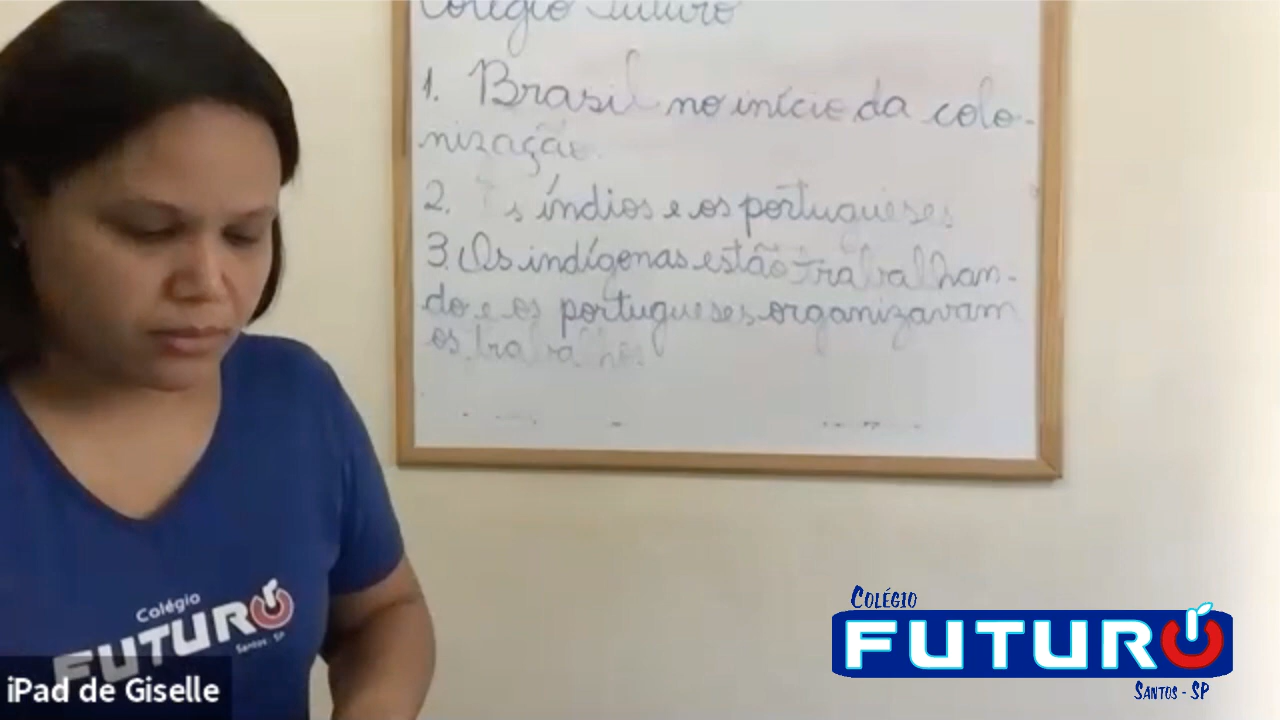 Colégio Futuro
1. Brasil no início da colo-
nização.
2. s índios e os portugueses
3. Os indígenas estão trabalhan-
do e os portugueses organizavam
os trabalhos.
Colégio
FUTURO
Santos - SP
iPad de Giselle
COLÉGIO
FUTURO
SANTOS - SP